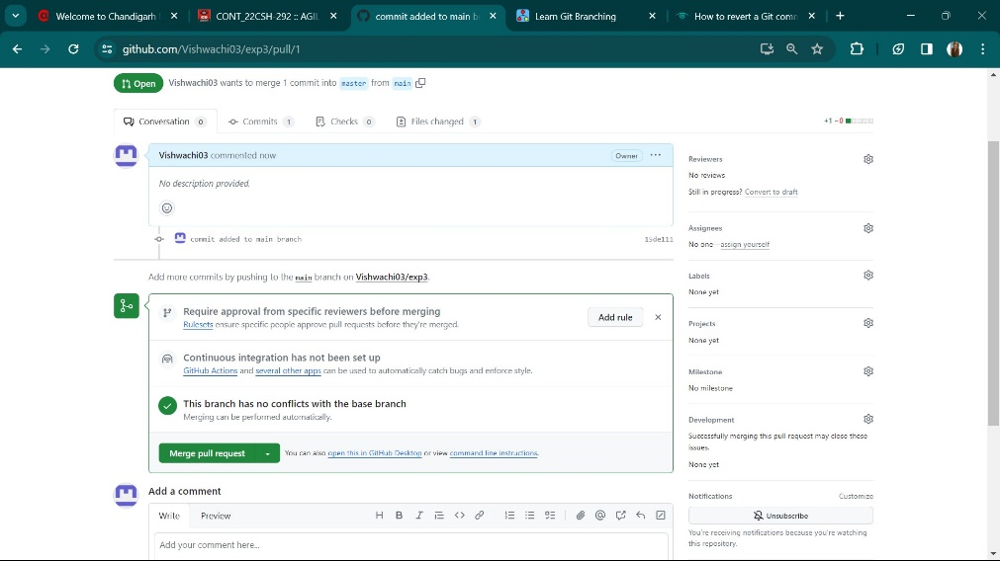 Welcome to Chandigarh
CONT_22CSH-292 :: AGIL
commit added to main b
Learn Git Branching
How to revert a Git comm
github.com/Vishwachi03/exp3/pull/1
Open
Vishwachi03 wants to merge 1 commit into master from main
Conversation 0
Commits 1
Checks 0
Files changed 1
+1 −0
Vishwachi03 commented now
Owner
No description provided.
commit added to main branch
15de111
Add more commits by pushing to the main branch on Vishwachi03/exp3.
Require approval from specific reviewers before merging
Rulesets ensure specific people approve pull requests before they're merged.
Add rule
Continuous integration has not been set up
GitHub Actions and several other apps can be used to automatically catch bugs and enforce style.
This branch has no conflicts with the base branch
Merging can be performed automatically.
Merge pull request
You can also open this in GitHub Desktop or view command line instructions.
Add a comment
Write
Preview
Add your comment here...
Reviewers
No reviews
Still in progress? Convert to draft
Assignees
No one—assign yourself
Labels
None yet
Projects
None yet
Milestone
No milestone
Development
Successfully merging this pull request may close these
issues.
None yet
Notifications
Customize
Unsubscribe
You're receiving notifications because you're watching
this repository.